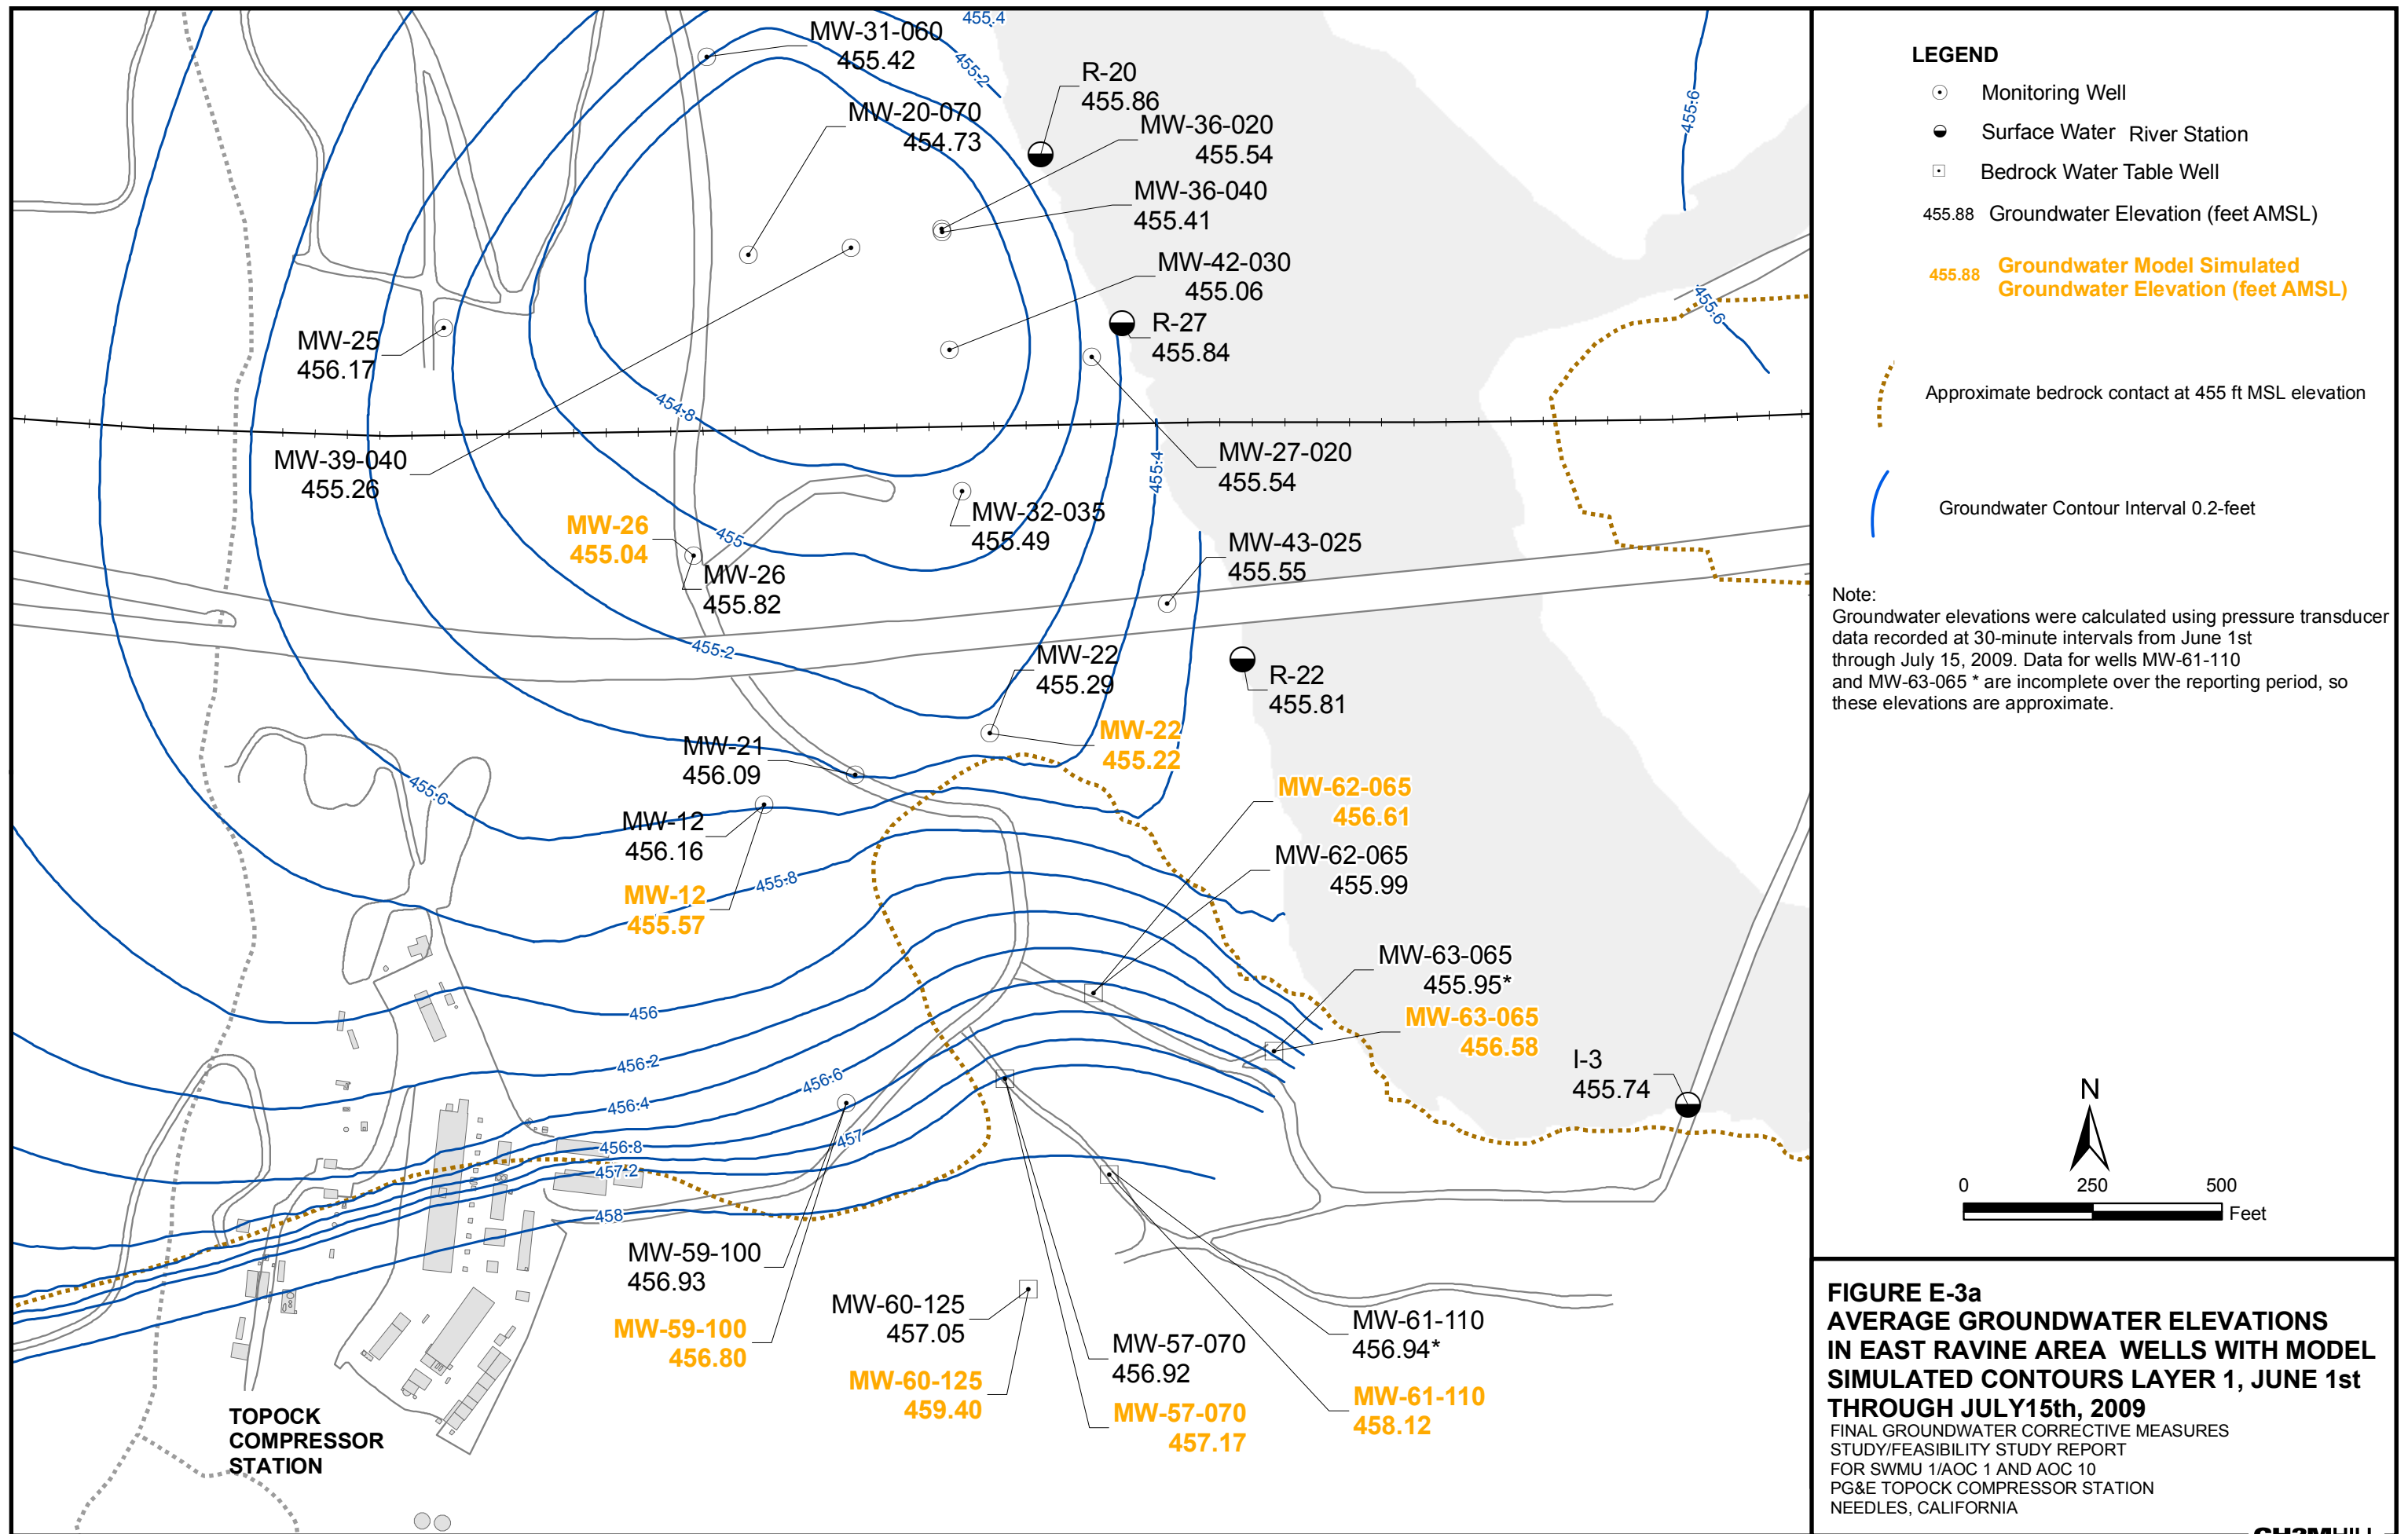 455.4
MW-31-060
455.42
455.2
R-20
455.86
MW-20-070
454.73
MW-36-020
455.54
MW-36-040
455.41
455.6
MW-42-030
455.06
R-27
455.84
455.6
MW-25
456.17
454.8
MW-39-040
455.26
MW-27-020
455.54
455.4
MW-32-035
455.49
MW-26
455.04
455
MW-26
455.82
MW-43-025
455.55
455.2
MW-22
455.29
R-22
455.81
MW-22
455.22
MW-21
456.09
455.6
MW-62-065
456.61
MW-12
456.16
MW-62-065
455.99
455.8
MW-12
455.57
MW-63-065
455.95*
456
MW-63-065
456.58
I-3
455.74
456.2
456.6
456.4
457
456.8
457.2
458
MW-59-100
456.93
MW-60-125
457.05
MW-61-110
456.94*
MW-59-100
456.80
MW-57-070
456.92
MW-60-125
459.40
MW-61-110
458.12
MW-57-070
457.17
TOPOCK
COMPRESSOR
STATION
LEGEND
Monitoring Well
Surface Water River Station
Bedrock Water Table Well
455.88 Groundwater Elevation (feet AMSL)
455.88 Groundwater Model Simulated
Groundwater Elevation (feet AMSL)
Approximate bedrock contact at 455 ft MSL elevation
Groundwater Contour Interval 0.2-feet
Note:
Groundwater elevations were calculated using pressure transducer
data recorded at 30-minute intervals from June 1st
through July 15, 2009. Data for wells MW-61-110
and MW-63-065 * are incomplete over the reporting period, so
these elevations are approximate.
N
0 250 500
Feet
FIGURE E-3a
AVERAGE GROUNDWATER ELEVATIONS
IN EAST RAVINE AREA WELLS WITH MODEL
SIMULATED CONTOURS LAYER 1, JUNE 1st
THROUGH JULY15th, 2009
FINAL GROUNDWATER CORRECTIVE MEASURES
STUDY/FEASIBILITY STUDY REPORT
FOR SWMU 1/AOC 1 AND AOC 10
PG&E TOPOCK COMPRESSOR STATION
NEEDLES, CALIFORNIA
CH2MHILL